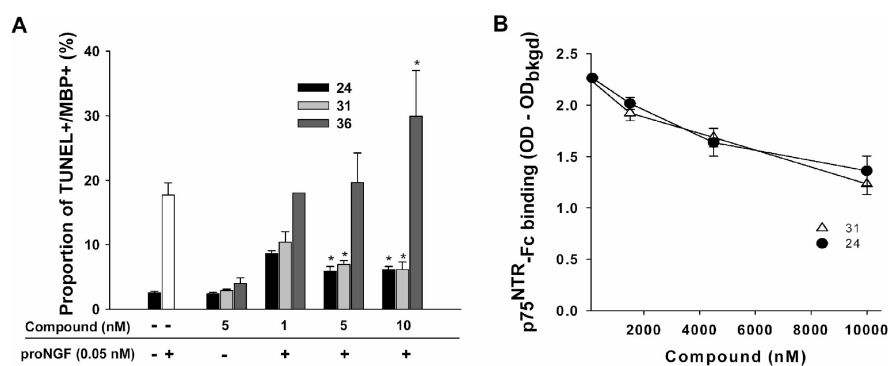 A
Proportion of TUNEL+/MBP+ (%)
40
30
20
10
0
24
31
36
*
* *
* *
Compound (nM) - - 5 1 5 10
proNGF (0.05 nM) - + - + + +
B
p75NTR-Fc binding (OD - ODbkgd)
2.5
2.0
1.5
1.0
0.5
0.0
31
24
2000 4000 6000 8000 10000
Compound (nM)